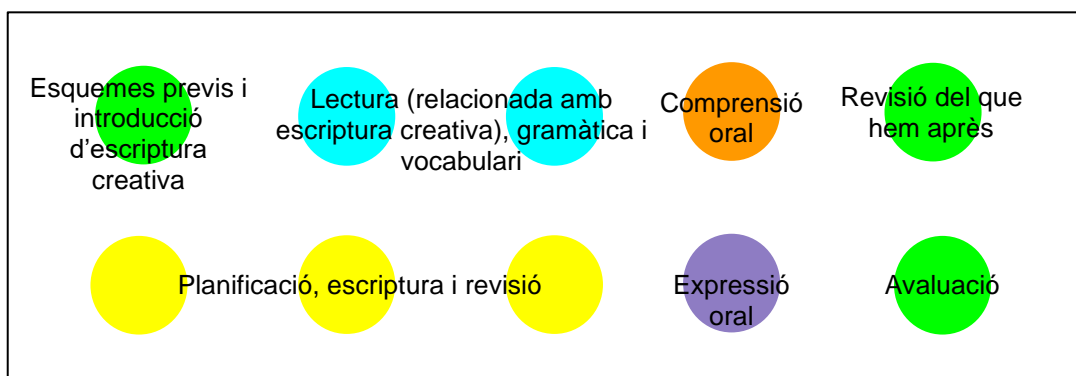 Esquemes previs i
introducció
d’escriptura
creativa
Lectura (relacionada amb
escriptura creativa), gramàtica i
vocabulari
Comprensió
oral
Revisió del que
hem après
Planificació, escriptura i revisió
Expressió
oral
Avaluació